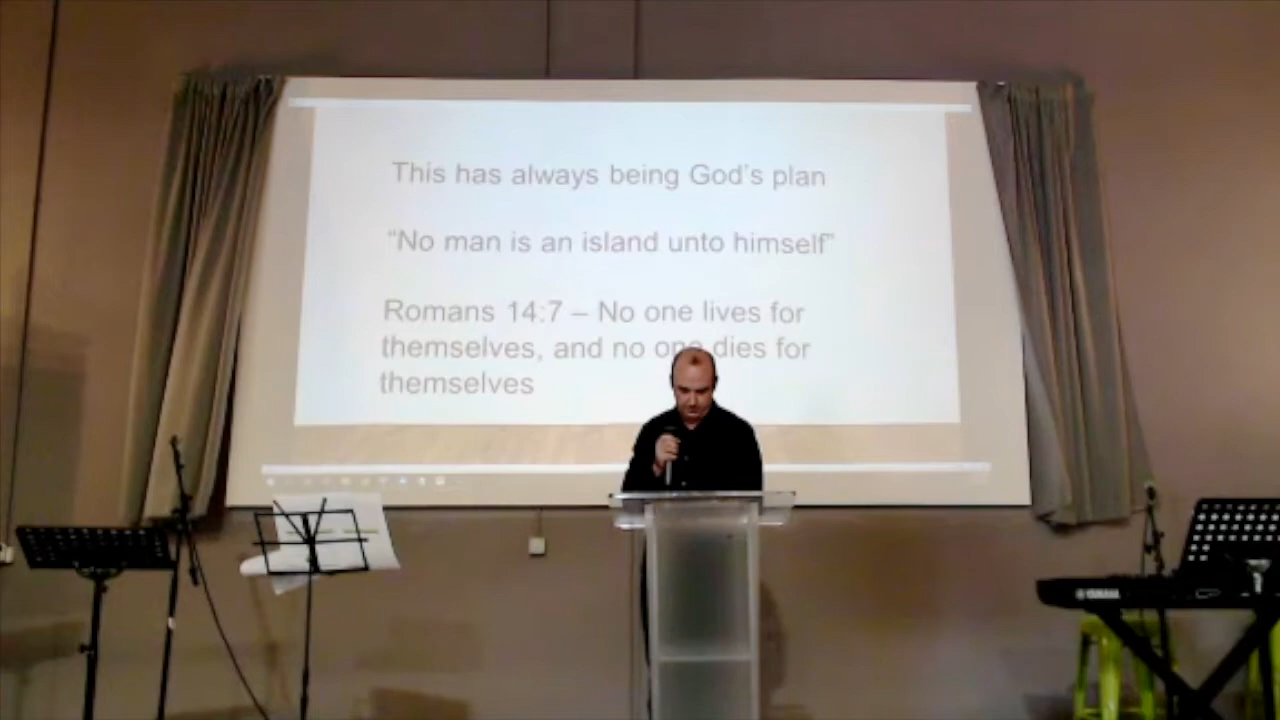 This has always being God's plan
“No man is an island unto himself”
Romans 14:7 – No one lives for
themselves, and no one dies for
themselves
YAMAHA